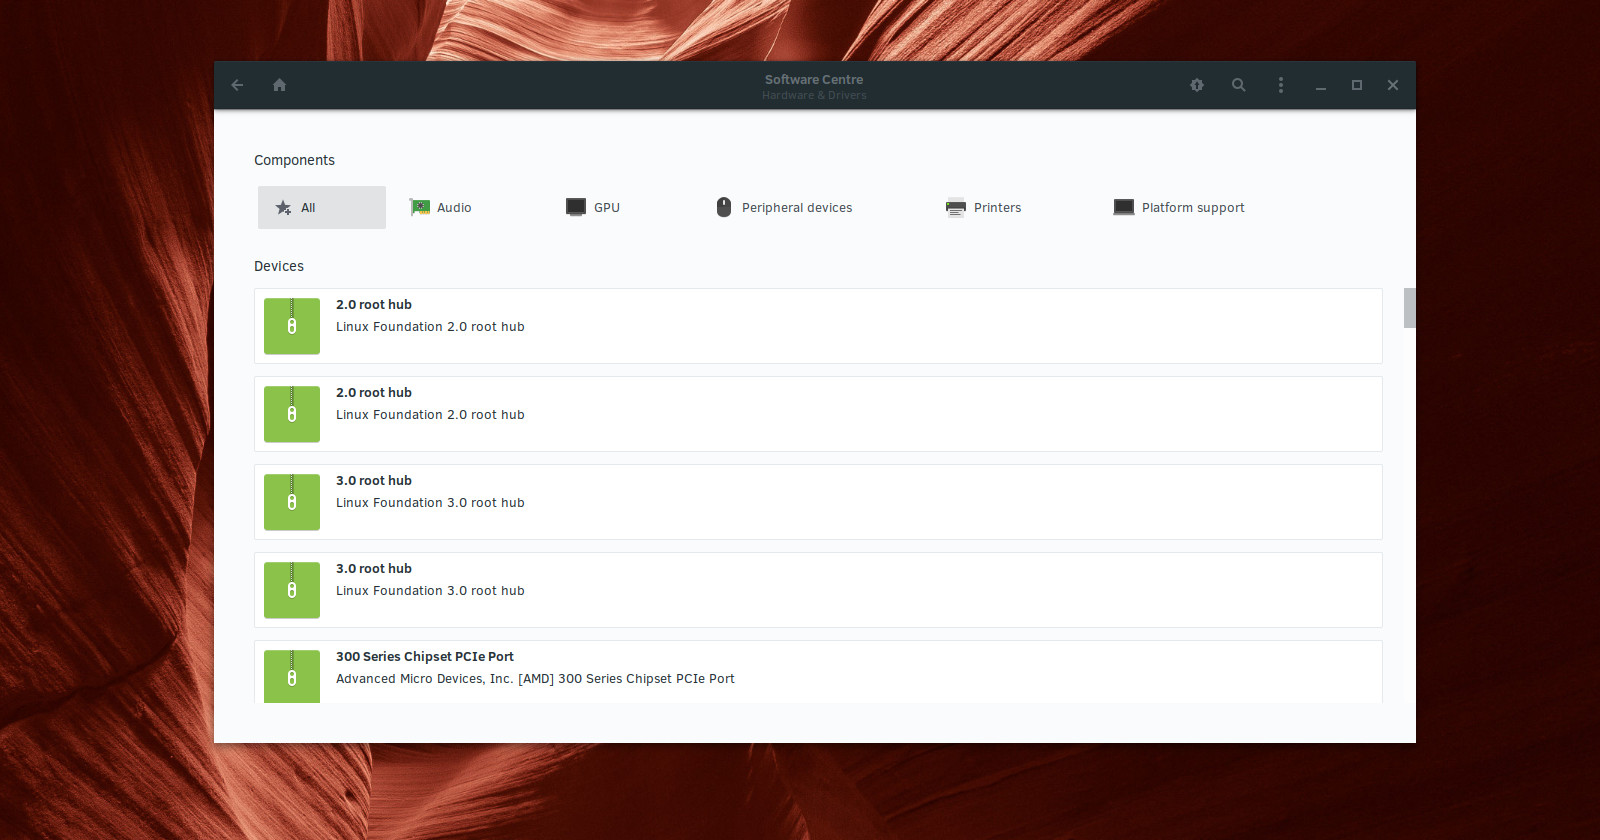 Software Centre
Hardware & Drivers
Components
All
Audio
GPU
Peripheral devices
Printers
Platform support
Devices
2.0 root hub
Linux Foundation 2.0 root hub
2.0 root hub
Linux Foundation 2.0 root hub
3.0 root hub
Linux Foundation 3.0 root hub
3.0 root hub
Linux Foundation 3.0 root hub
300 Series Chipset PCIe Port
Advanced Micro Devices, Inc. [AMD] 300 Series Chipset PCIe Port